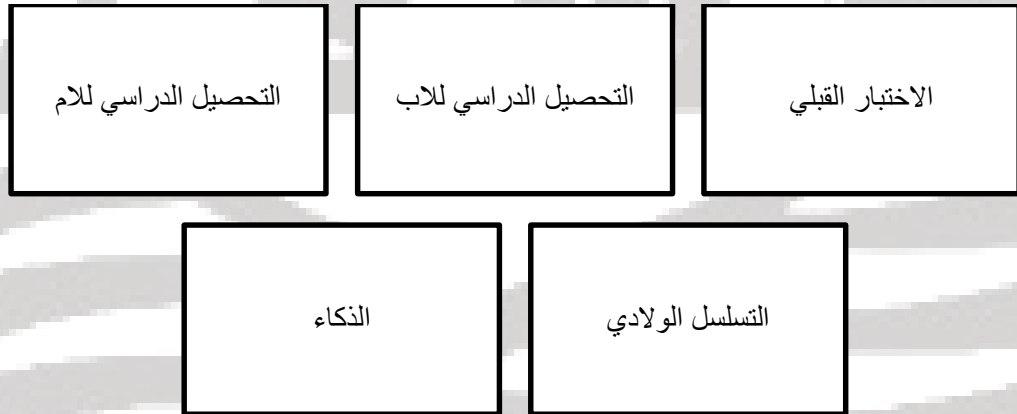 الاختبار القبلي
التحصيل الدراسي للاب
التحصيل الدراسي للام
التسلسل الولادي
الذكاء